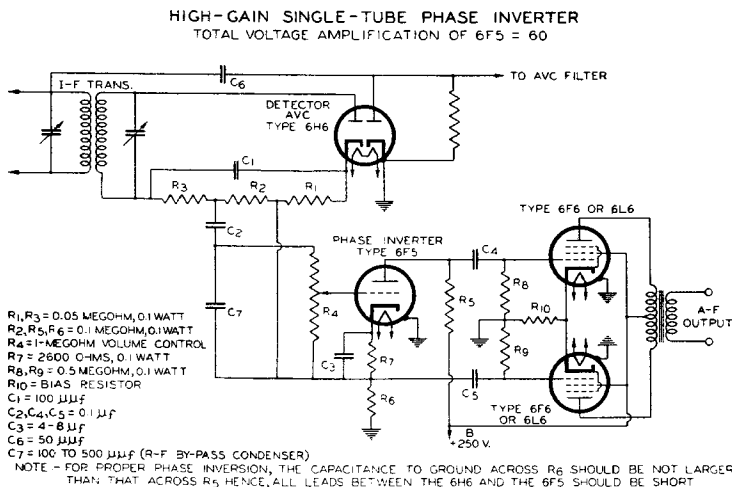 HIGH-GAIN SINGLE-TUBE PHASE INVERTER
TOTAL VOLTAGE AMPLIFICATION OF 6F5 = 60
C6
TO AVC FILTER
I-F TRANS.
DETECTOR
AVC
TYPE 6H6
C1
R3
R2
R1
C2
TYPE 6F6 OR 6L6
PHASE INVERTER
TYPE 6F5
C4
R4
R5
R8
R10
A-F
OUTPUT
C7
R9
C3
R7
C5
R6
TYPE 6F6
OR 6L6
B
+250 V.
R1,R3 = 0.05 MEGOHM, 0.1 WATT
R2,R5,R6 = 0.1 MEGOHM, 0.1 WATT
R4 = 1-MEGOHM VOLUME CONTROL
R7 = 2600 OHMS, 0.1 WATT
R8,R9 = 0.5 MEGOHM, 0.1 WATT
R10 = BIAS RESISTOR
C1 = 100 μμf
C2,C4,C5 = 0.1 μf
C3 = 4-8 μf
C6 = 50 μμf
C7 = 100 TO 500 μμf (R-F BY-PASS CONDENSER)
NOTE - FOR PROPER PHASE INVERSION, THE CAPACITANCE TO GROUND ACROSS R6 SHOULD BE NOT LARGER
THAN THAT ACROSS R5 HENCE, ALL LEADS BETWEEN THE 6H6 AND THE 6F5 SHOULD BE SHORT